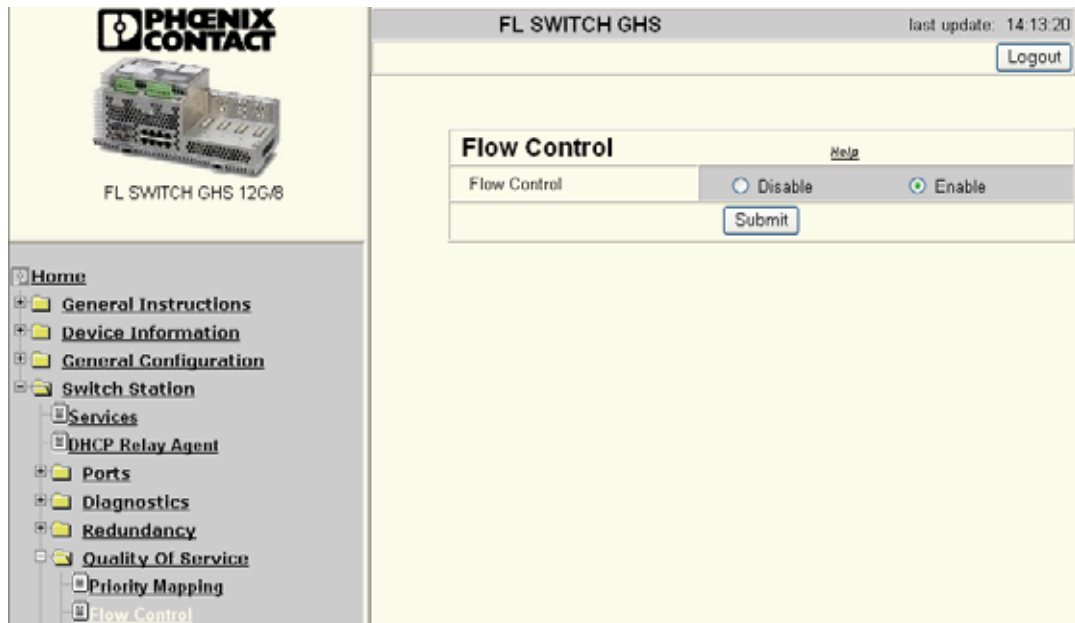 PHŒNIX
CONTACT
FL SWITCH GHS 12G/8
Home
General Instructions
Device Information
General Configuration
Switch Station
Services
DHCP Relay Agent
Ports
Diagnostics
Redundancy
Quality Of Service
Priority Mapping
Flow Control
FL SWITCH GHS last update: 14:13:20
Logout
Flow Control Help
Flow Control Disable Enable
Submit